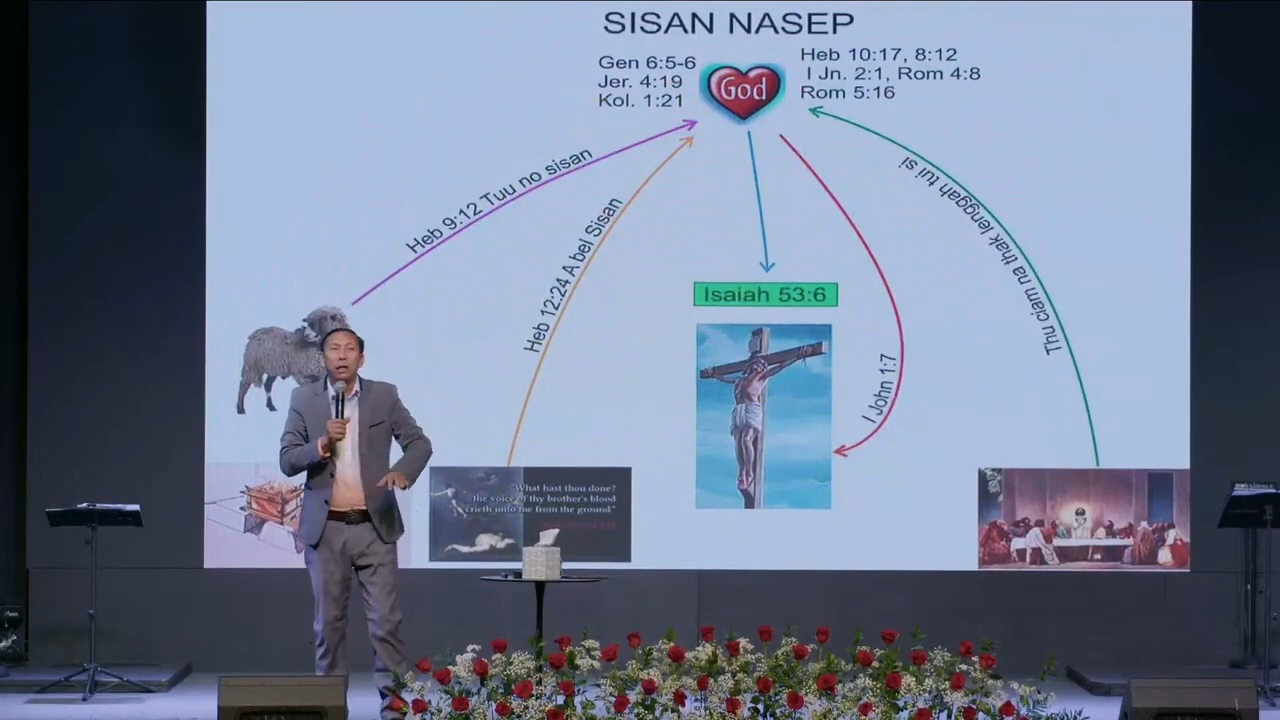 SISAN NASEP
Gen 6:5-6
Jer. 4:19
Kol. 1:21
God
Heb 10:17, 8:12
I Jn. 2:1, Rom 4:8
Rom 5:16
Heb 9:12 Tuu no sisan
Heb 12:24 A bel Sisan
Isaiah 53:6
I John 1:7
Thu ciam na thak lenggah tui si
"What hast thou done?
the voice of thy brother's blood
crieth unto me from the ground."